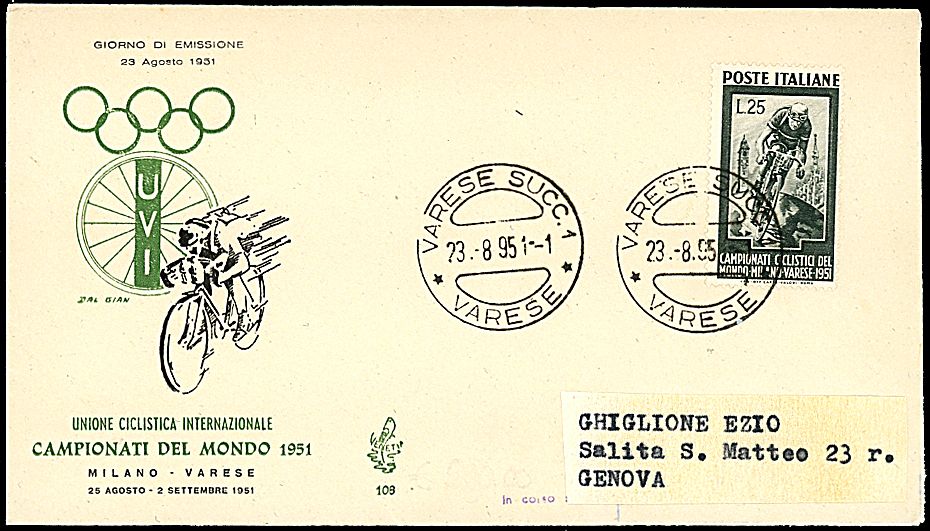 GIORNO DI EMISSIONE
23 Agosto 1951
UVI
DAL GIAN
UNIONE CICLISTICA INTERNAZIONALE
CAMPIONATI DEL MONDO 1951
MILANO - VARESE
25 AGOSTO - 2 SETTEMBRE 1951
108
VARESE SUCC. 1
23.-8 951--1
★ VARESE ★
VARESE SUCC.
23.-8.95
★ VARESE
POSTE ITALIANE
L.25
CAMPIONATI CICLISTICI DEL
MONDO-MILANO-VARESE-1951
GHIGLIONE EZIO
Salita S. Matteo 23 r.
GENOVA
In corso